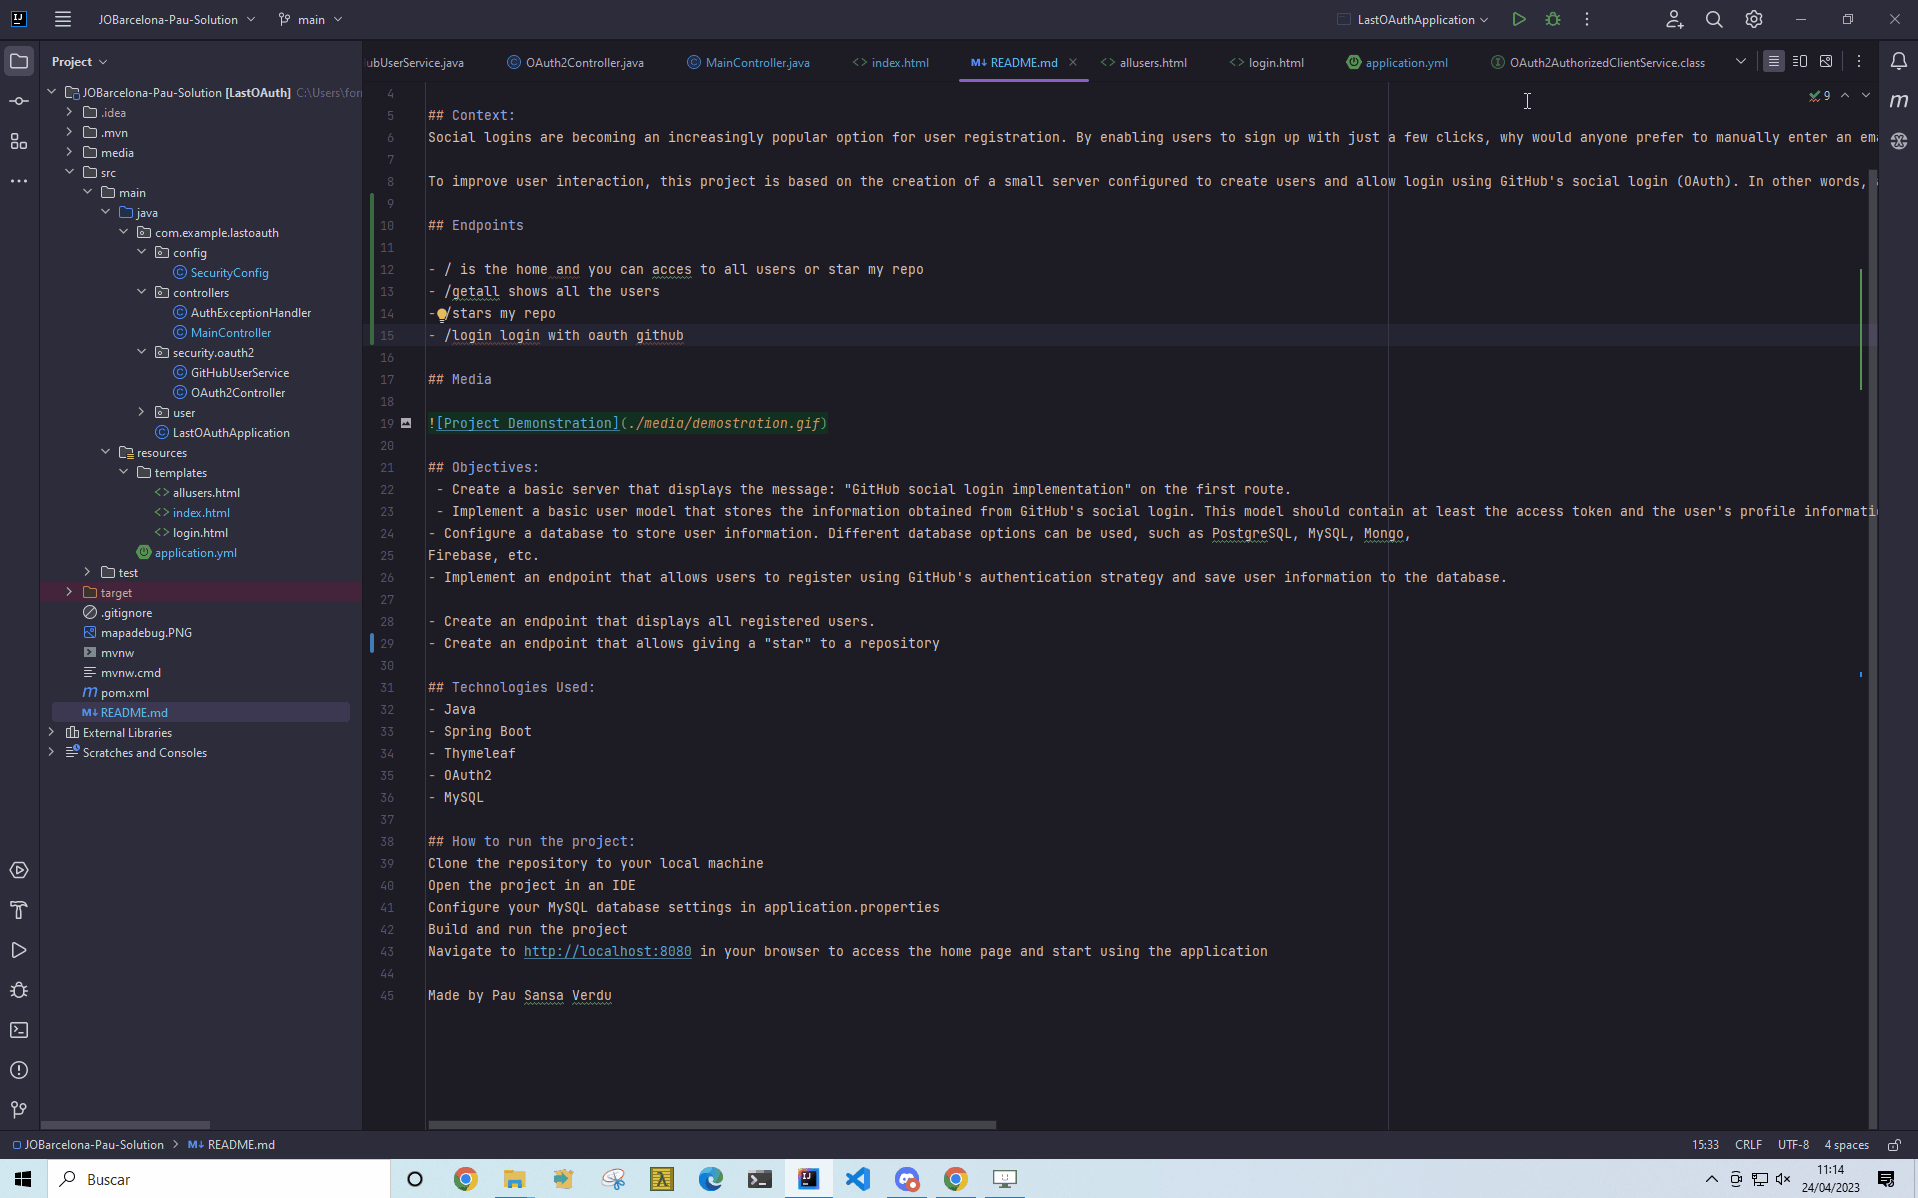 JOBarcelona-Pau-Solution
main
LastOAuthApplication
Project
ubUserService.java
OAuth2Controller.java
MainController.java
index.html
README.md
allusers.html
login.html
application.yml
OAuth2AuthorizedClientService.class
JOBarcelona-Pau-Solution [LastOAuth] C:\Users\for
.idea
.mvn
media
src
main
java
com.example.lastoauth
config
SecurityConfig
controllers
AuthExceptionHandler
MainController
security.oauth2
GitHubUserService
OAuth2Controller
user
LastOAuthApplication
resources
templates
allusers.html
index.html
login.html
application.yml
test
target
.gitignore
mapadebug.PNG
mvnw
mvnw.cmd
pom.xml
README.md
External Libraries
Scratches and Consoles
9
4
5 ## Context:
6 Social logins are becoming an increasingly popular option for user registration. By enabling users to sign up with just a few clicks, why would anyone prefer to manually enter an ema
7
8 To improve user interaction, this project is based on the creation of a small server configured to create users and allow login using GitHub's social login (OAuth). In other words,
9
10 ## Endpoints
11
12 - / is the home and you can acces to all users or star my repo
13 - /getall shows all the users
14 - /stars my repo
15 - /login login with oauth github
16
17 ## Media
18
19 ![Project Demonstration](./media/demostration.gif)
20
21 ## Objectives:
22 - Create a basic server that displays the message: "GitHub social login implementation" on the first route.
23 - Implement a basic user model that stores the information obtained from GitHub's social login. This model should contain at least the access token and the user's profile informati
24 - Configure a database to store user information. Different database options can be used, such as PostgreSQL, MySQL, Mongo,
25 Firebase, etc.
26 - Implement an endpoint that allows users to register using GitHub's authentication strategy and save user information to the database.
27
28 - Create an endpoint that displays all registered users.
29 - Create an endpoint that allows giving a "star" to a repository
30
31 ## Technologies Used:
32 - Java
33 - Spring Boot
34 - Thymeleaf
35 - OAuth2
36 - MySQL
37
38 ## How to run the project:
39 Clone the repository to your local machine
40 Open the project in an IDE
41 Configure your MySQL database settings in application.properties
42 Build and run the project
43 Navigate to http://localhost:8080 in your browser to access the home page and start using the application
44
45 Made by Pau Sansa Verdu
JOBarcelona-Pau-Solution
README.md
15:33
CRLF
UTF-8
4 spaces
Buscar
11:14
24/04/2023